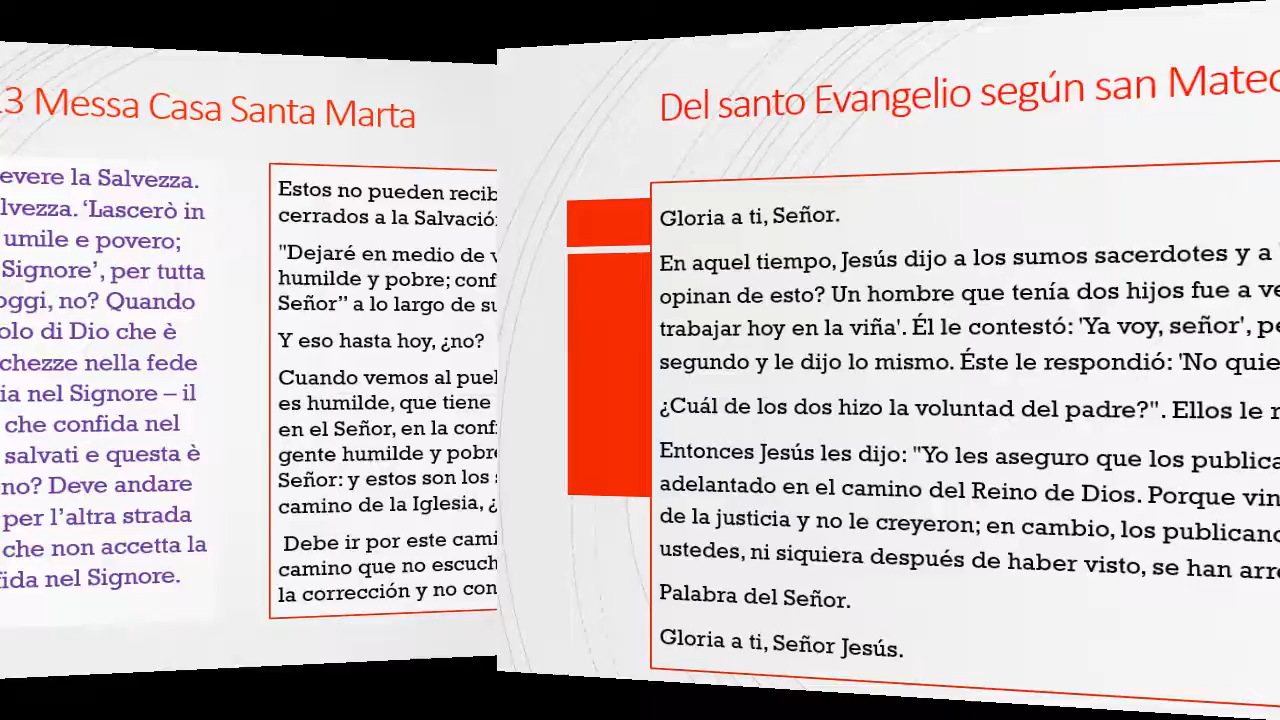 13 Messa Casa Santa Marta
evere la Salvezza.
lvezza. ‘Lascerò in
umile e povero;
Signore’, per tutta
oggi, no? Quando
olo di Dio che è
chezze nella fede
ia nel Signore – il
che confida nel
salvati e questa è
no? Deve andare
per l’altra strada
che non accetta la
fida nel Signore.
Estos no pueden recib
cerrados a la Salvación
"Dejaré en medio de v
humilde y pobre; conf
Señor” a lo largo de su
Y eso hasta hoy, ¿no?
Cuando vemos al puel
es humilde, que tiene
en el Señor, en la conf
gente humilde y pobre
Señor: y estos son los
camino de la Iglesia, ¿
Debe ir por este cami
camino que no escuch
la corrección y no con
Del santo Evangelio según san Mateo
Gloria a ti, Señor.
En aquel tiempo, Jesús dijo a los sumos sacerdotes y a
opinan de esto? Un hombre que tenía dos hijos fue a ve
trabajar hoy en la viña'. Él le contestó: 'Ya voy, señor', pe
segundo y le dijo lo mismo. Éste le respondió: 'No quie
¿Cuál de los dos hizo la voluntad del padre?". Ellos le r
Entonces Jesús les dijo: "Yo les aseguro que los publica
adelantado en el camino del Reino de Dios. Porque vin
de la justicia y no le creyeron; en cambio, los publicano
ustedes, ni siquiera después de haber visto, se han arre
Palabra del Señor.
Gloria a ti, Señor Jesús.